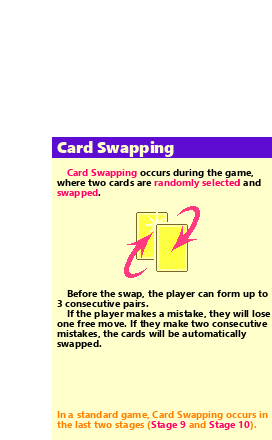 Card Swapping
Card Swapping occurs during the game,
where two cards are randomly selected and
swapped.
Before the swap, the player can form up to
3 consecutive pairs.
If the player makes a mistake, they will lose
one free move. If they make two consecutive
mistakes, the cards will be automatically
swapped.
In a standard game, Card Swapping occurs in
the last two stages (Stage 9 and Stage 10).